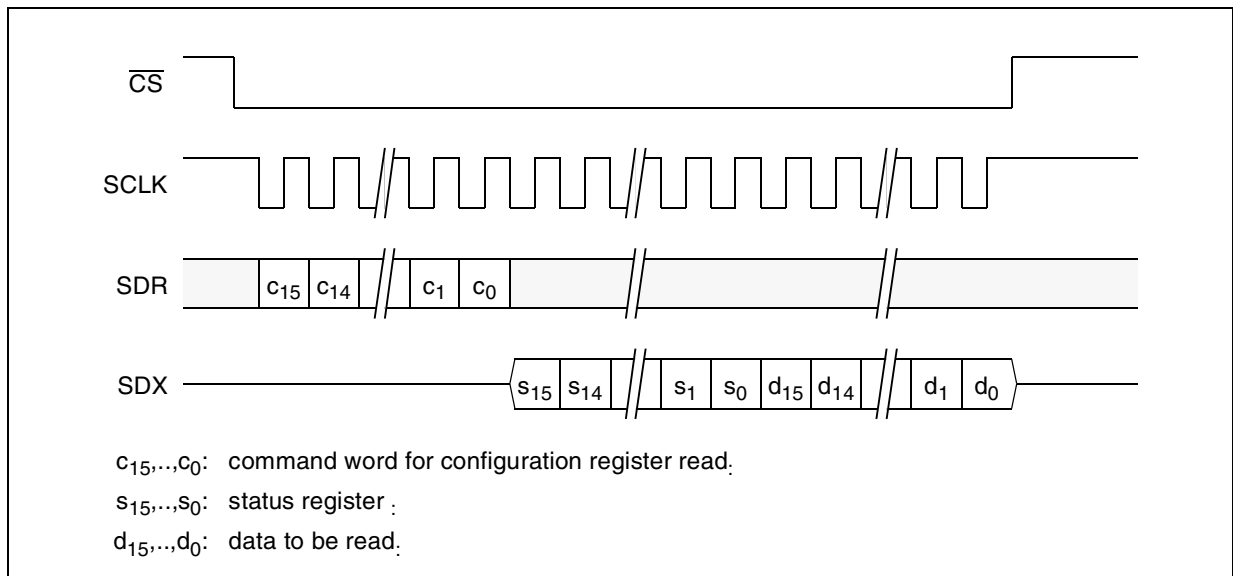 CS
SCLK
SDR c15 c14 c1 c0
SDX s15 s14 s1 s0 d15 d14 d1 d0
c15,..,c0: command word for configuration register read:
s15,..,s0: status register :
d15,..,d0: data to be read: